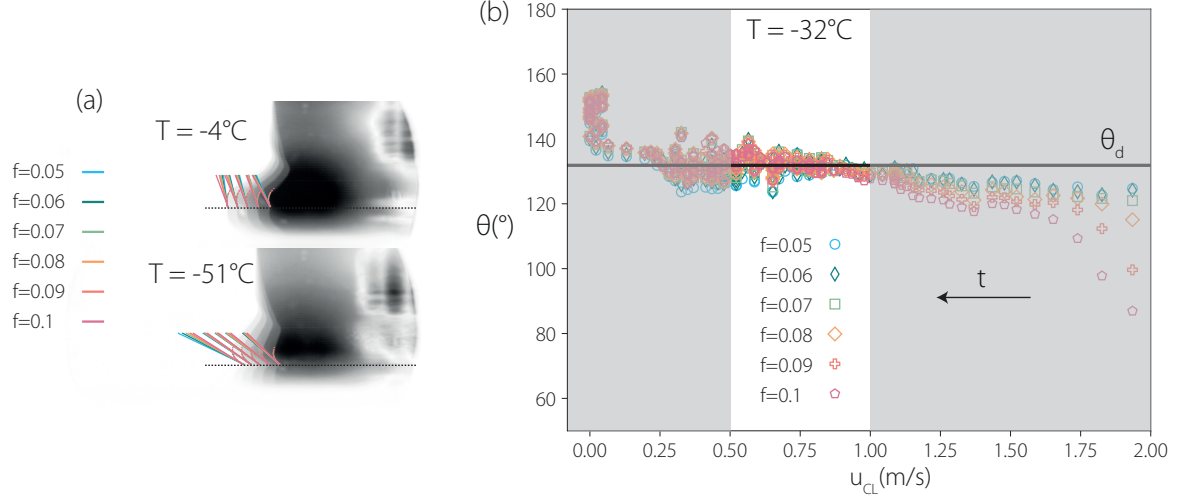 (a)
T = -4°C
f=0.05
f=0.06
f=0.07
f=0.08
f=0.09
f=0.1
T = -51°C
(b)
T = -32°C
180
160
140
120
100
80
60
θ(°)
θd
f=0.05
f=0.06
f=0.07
f=0.08
f=0.09
f=0.1
t
0.00 0.25 0.50 0.75 1.00 1.25 1.50 1.75 2.00
uCL(m/s)